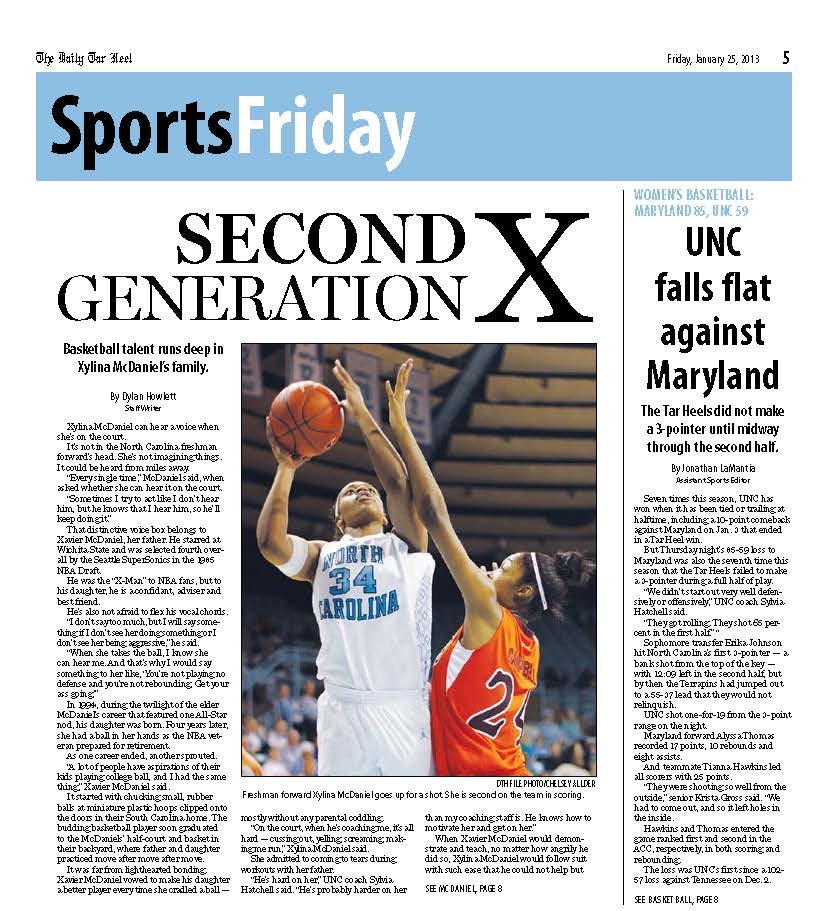 The Daily Tar Heel
Friday, January 25, 2013
5
SportsFriday
SECOND
GENERATION
X
Basketball talent runs deep in
Xylina McDaniel's family.
By Dylan Howlett
Staff Writer
Xylina McDaniel can hear a voice when
she's on the court.
It's not in the North Carolina freshman
forward's head. She's not imagining things.
It could be heard from miles away.
"Every single time," McDaniel said, when
asked whether she can hear it on the court.
"Sometimes I try to act like I don't hear
him, but he knows that I hear him, so he'll
keep doing it."
That distinctive voice box belongs to
Xavier McDaniel, her father. He starred at
Wichita State and was selected fourth over-
all by the Seattle SuperSonics in the 1985
NBA Draft.
He was the "X-Man" to NBA fans, but to
his daughter, he is a confidant, adviser and
best friend.
He's also not afraid to flex his vocal chords.
"I don't say too much, but I will say some-
thing if I don't see her doing something or I
don't see her being aggressive," he said.
"When she takes the ball, I know she
can hear me. And that's why I would say
something to her like, 'You're not playing no
defense and you're not rebounding. Get your
ass going.'"
In 1994, during the twilight of the elder
McDaniel's career that featured one All-Star
nod, his daughter was born. Four years later,
she had a ball in her hands as the NBA vet-
eran prepared for retirement.
As one career ended, another sprouted.
"A lot of people have aspirations of their
kids playing college ball, and I had the same
thing," Xavier McDaniel said.
It started with chucking small, rubber
balls at miniature plastic hoops clipped onto
the doors in their South Carolina home. The
budding basketball player soon graduated
to the McDaniels' half-court and basket in
their backyard, where father and daughter
practiced move after move after move.
It was far from lighthearted bonding.
Xavier McDaniel vowed to make his daughter
a better player every time she cradled a ball —
NORTH
34
CAROLINA
24
DTH FILE PHOTO/CHELSEY ALLDER
Freshman forward Xylina McDaniel goes up for a shot. She is second on the team in scoring.
mostly without any parental coddling.
"On the court, when he's coaching me, it's all
hard — cussing out, yelling, screaming; mak-
ing me run," Xylina McDaniel said.
She admitted to coming to tears during
workouts with her father.
"He's hard on her," UNC coach Sylvia
Hatchell said. "He's probably harder on her
than my coaching staff is. He knows how to
motivate her and get on her."
When Xavier McDaniel would demon-
strate and teach, no matter how angrily he
did so, Xylina McDaniel would follow suit
with such ease that he could not help but
SEE MCDANIEL, PAGE 8
WOMEN'S BASKETBALL:
MARYLAND 85, UNC 59
UNC
falls flat
against
Maryland
The Tar Heels did not make
a 3-pointer until midway
through the second half.
By Jonathan LaMantia
Assistant Sports Editor
Seven times this season, UNC has
won when it has been tied or trailing at
halftime, including a 10-point comeback
against Maryland on Jan. 3 that ended
in a Tar Heel win.
But Thursday night's 85-59 loss to
Maryland was also the seventh time this
season that the Tar Heels failed to make
a 3-pointer during a full half of play.
"We didn't start out very well defen-
sively or offensively," UNC coach Sylvia
Hatchell said.
"They got rolling. They shot 65 per-
cent in the first half."
Sophomore transfer Erika Johnson
hit North Carolina's first 3-pointer — a
bank shot from the top of the key —
with 12:09 left in the second half, but
by then the Terrapins had jumped out
to a 55-37 lead that they would not
relinquish.
UNC shot one-for-19 from the 3-point
range on the night.
Maryland forward Alyssa Thomas
recorded 17 points, 10 rebounds and
eight assists.
And teammate Tianna Hawkins led
all scorers with 25 points.
"They were shooting so well from the
outside," senior Krista Gross said. "We
had to come out, and so it left holes in
the inside.
Hawkins and Thomas entered the
game ranked first and second in the
ACC, respectively, in both scoring and
rebounding.
The loss was UNC's first since a 102-
57 loss against Tennessee on Dec. 2.
SEE BASKETBALL, PAGE 8